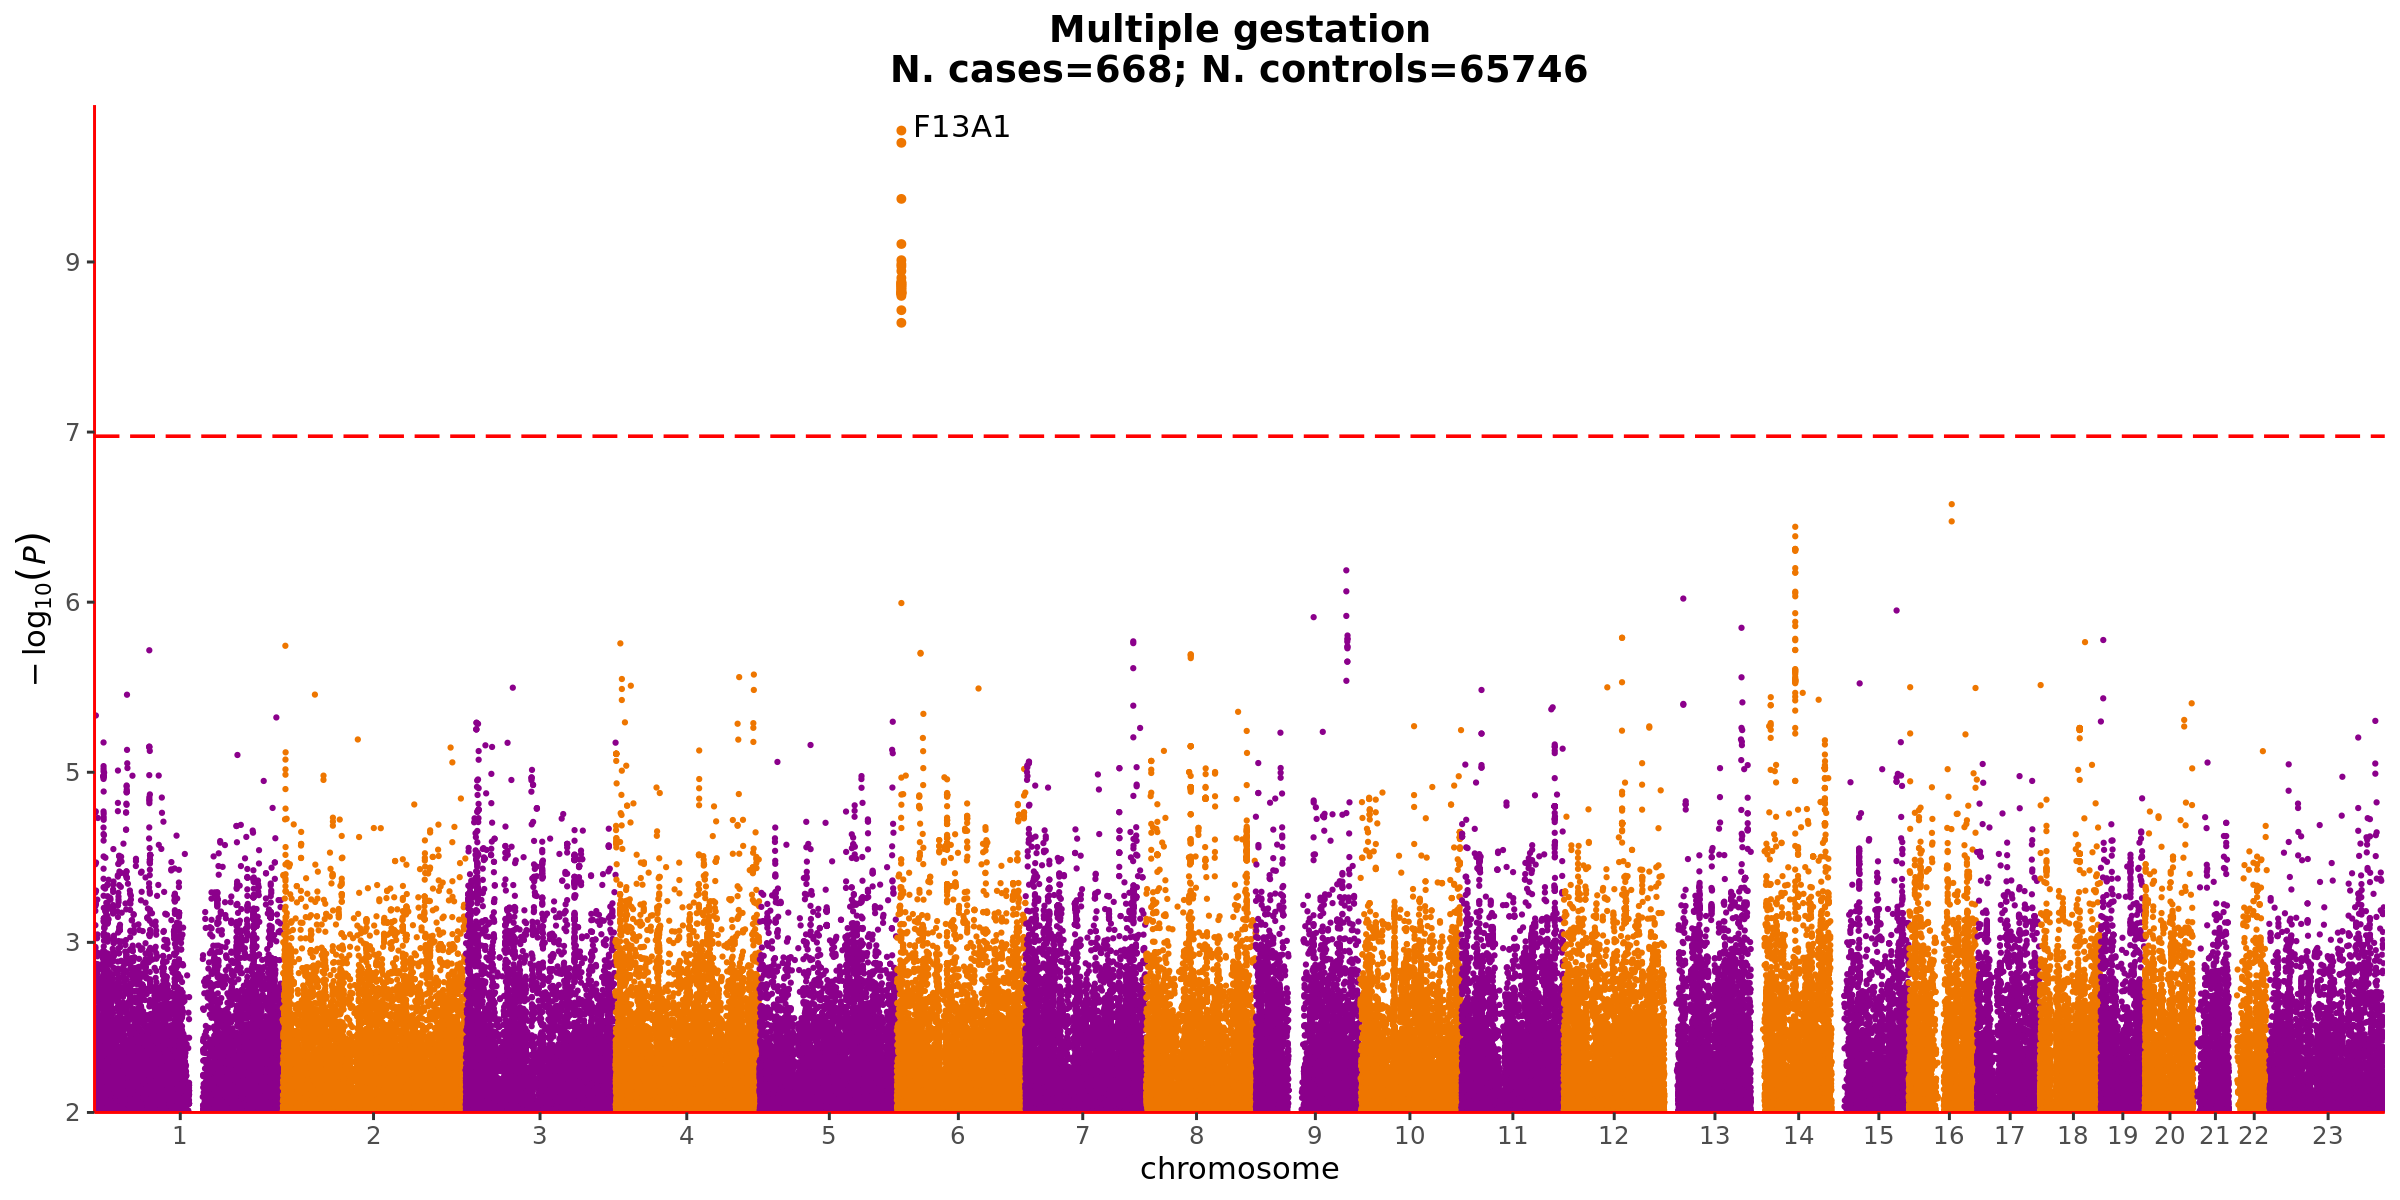 Multiple gestation
N. cases=668; N. controls=65746
F13A1
9
7
6
5
3
2
−log10(P)
1 2 3 4 5 6 7 8 9 10 11 12 13 14 15 16 17 18 19 20 21 22 23
chromosome